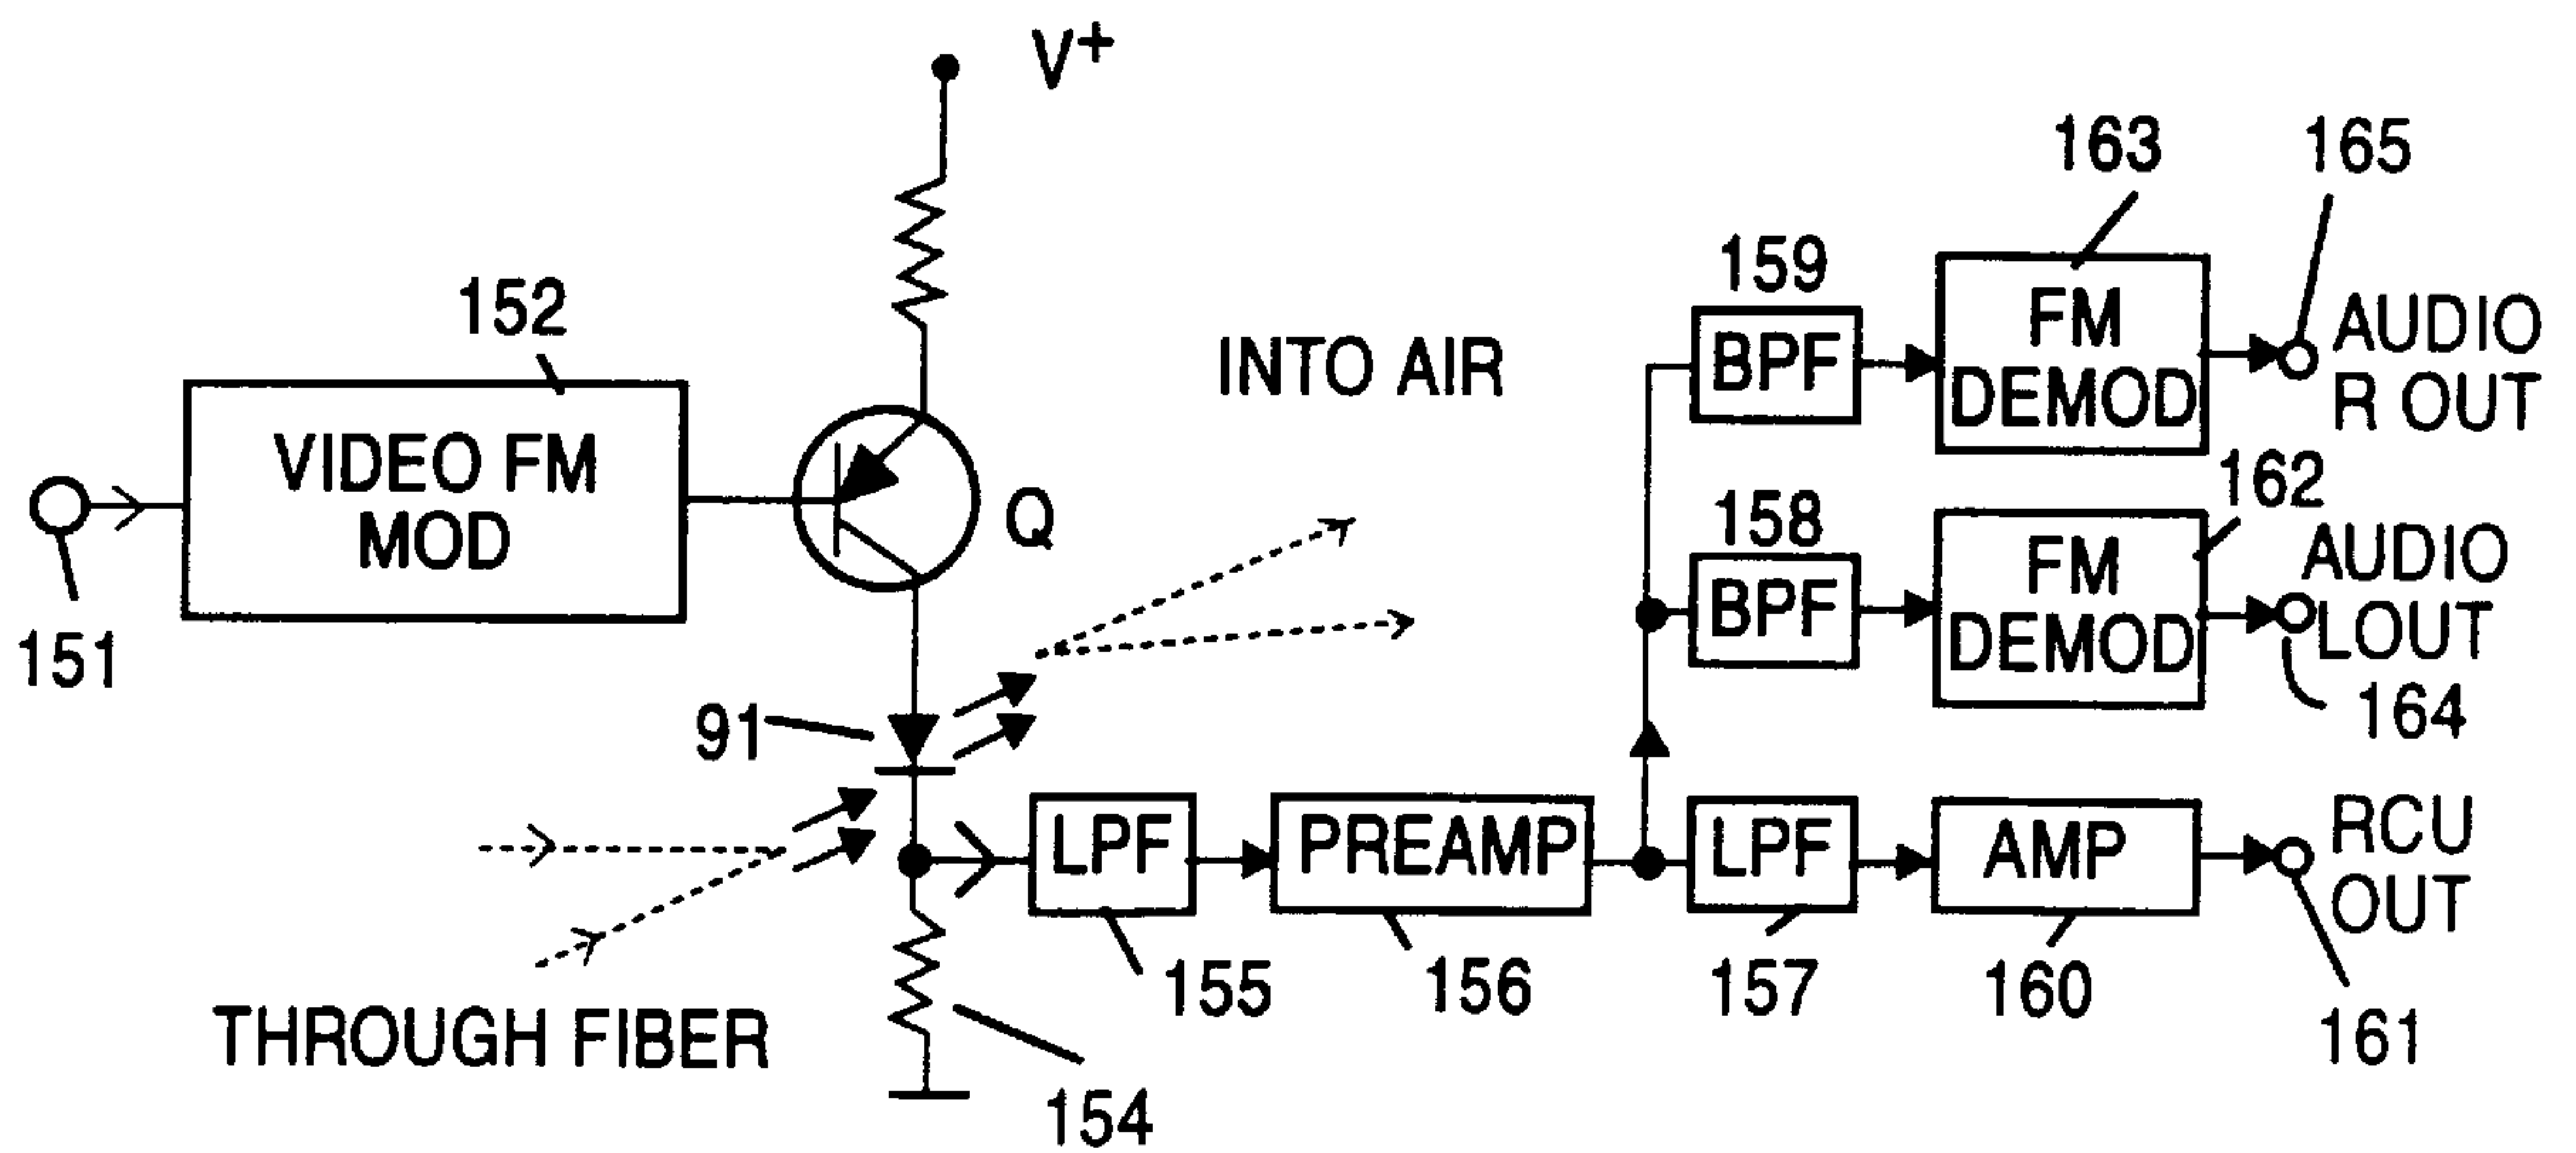 V+
163
165
159
152
FM
DEMOD
AUDIO
R OUT
BPF
INTO AIR
VIDEO FM
MOD
162
158
Q
FM
DEMOD
AUDIO
LOUT
BPF
151
164
91
LPF
PREAMP
LPF
AMP
RCU
OUT
155
156
157
160
161
THROUGH FIBER
154